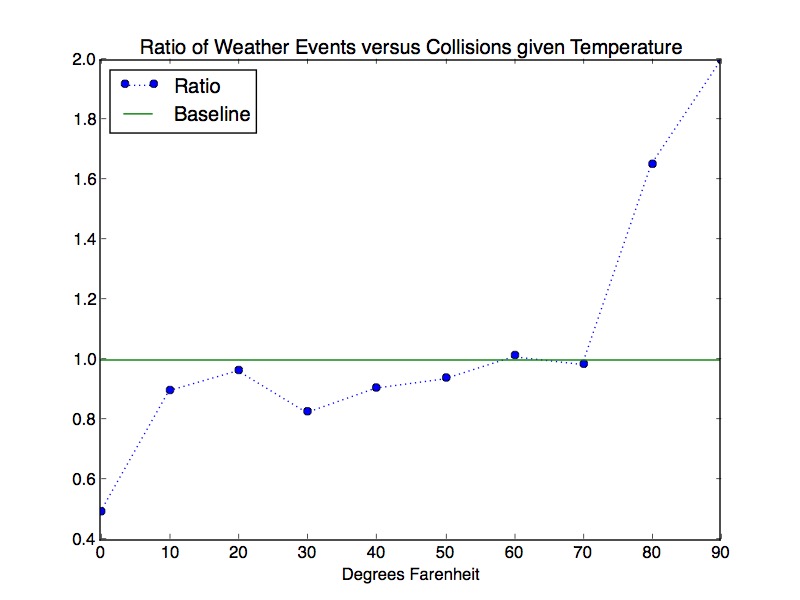 Ratio of Weather Events versus Collisions given Temperature
2.0
Ratio
Baseline
1.8
1.6
1.4
1.2
1.0
0.8
0.6
0.4
0 10 20 30 40 50 60 70 80 90
Degrees Farenheit